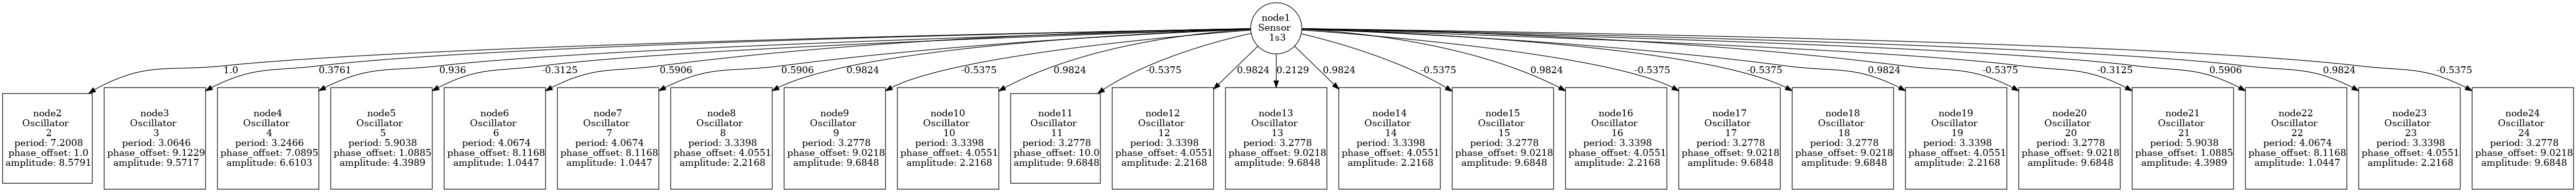 node1
Sensor
1s3
1.0
0.3761
0.936
-0.3125
0.5906
0.5906
0.9824
-0.5375
0.9824
-0.5375
0.9824
0.2129
0.9824
-0.5375
0.9824
-0.5375
-0.5375
0.9824
-0.5375
-0.3125
0.5906
0.9824
-0.5375
node2
Oscillator
2
period: 7.2008
phase_offset: 1.0
amplitude: 8.5791
node3
Oscillator
3
period: 3.0646
phase_offset: 9.1229
amplitude: 9.5717
node4
Oscillator
4
period: 3.2466
phase_offset: 7.0895
amplitude: 6.6103
node5
Oscillator
5
period: 5.9038
phase_offset: 1.0885
amplitude: 4.3989
node6
Oscillator
6
period: 4.0674
phase_offset: 8.1168
amplitude: 1.0447
node7
Oscillator
7
period: 4.0674
phase_offset: 8.1168
amplitude: 1.0447
node8
Oscillator
8
period: 3.3398
phase_offset: 4.0551
amplitude: 2.2168
node9
Oscillator
9
period: 3.2778
phase_offset: 9.0218
amplitude: 9.6848
node10
Oscillator
10
period: 3.3398
phase_offset: 4.0551
amplitude: 2.2168
node11
Oscillator
11
period: 3.2778
phase_offset: 10.0
amplitude: 9.6848
node12
Oscillator
12
period: 3.3398
phase_offset: 4.0551
amplitude: 2.2168
node13
Oscillator
13
period: 3.2778
phase_offset: 9.0218
amplitude: 9.6848
node14
Oscillator
14
period: 3.3398
phase_offset: 4.0551
amplitude: 2.2168
node15
Oscillator
15
period: 3.2778
phase_offset: 9.0218
amplitude: 9.6848
node16
Oscillator
16
period: 3.3398
phase_offset: 4.0551
amplitude: 2.2168
node17
Oscillator
17
period: 3.2778
phase_offset: 9.0218
amplitude: 9.6848
node18
Oscillator
18
period: 3.2778
phase_offset: 9.0218
amplitude: 9.6848
node19
Oscillator
19
period: 3.3398
phase_offset: 4.0551
amplitude: 2.2168
node20
Oscillator
20
period: 3.2778
phase_offset: 9.0218
amplitude: 9.6848
node21
Oscillator
21
period: 5.9038
phase_offset: 1.0885
amplitude: 4.3989
node22
Oscillator
22
period: 4.0674
phase_offset: 8.1168
amplitude: 1.0447
node23
Oscillator
23
period: 3.3398
phase_offset: 4.0551
amplitude: 2.2168
node24
Oscillator
24
period: 3.2778
phase_offset: 9.0218
amplitude: 9.6848